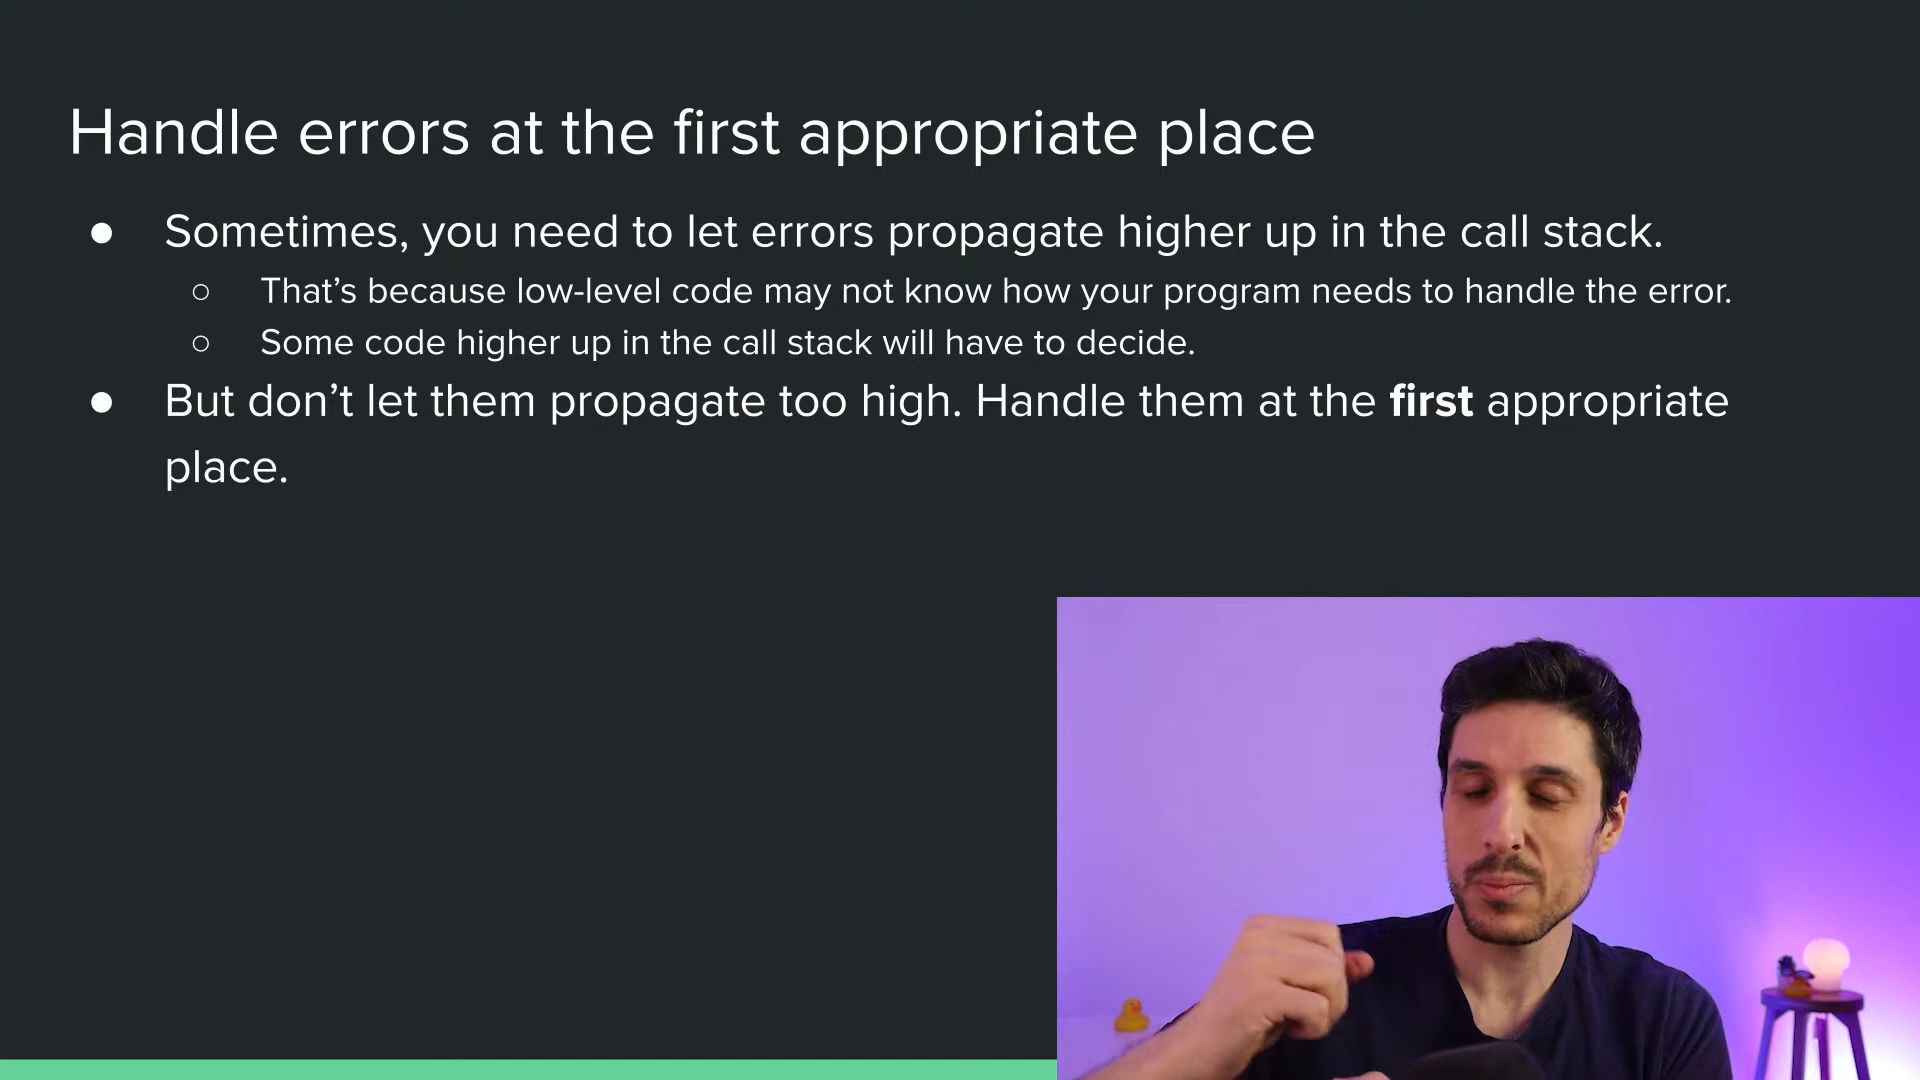 Handle errors at the first appropriate place
● Sometimes, you need to let errors propagate higher up in the call stack.
○ That’s because low-level code may not know how your program needs to handle the error.
○ Some code higher up in the call stack will have to decide.
● But don’t let them propagate too high. Handle them at the first appropriate
place.